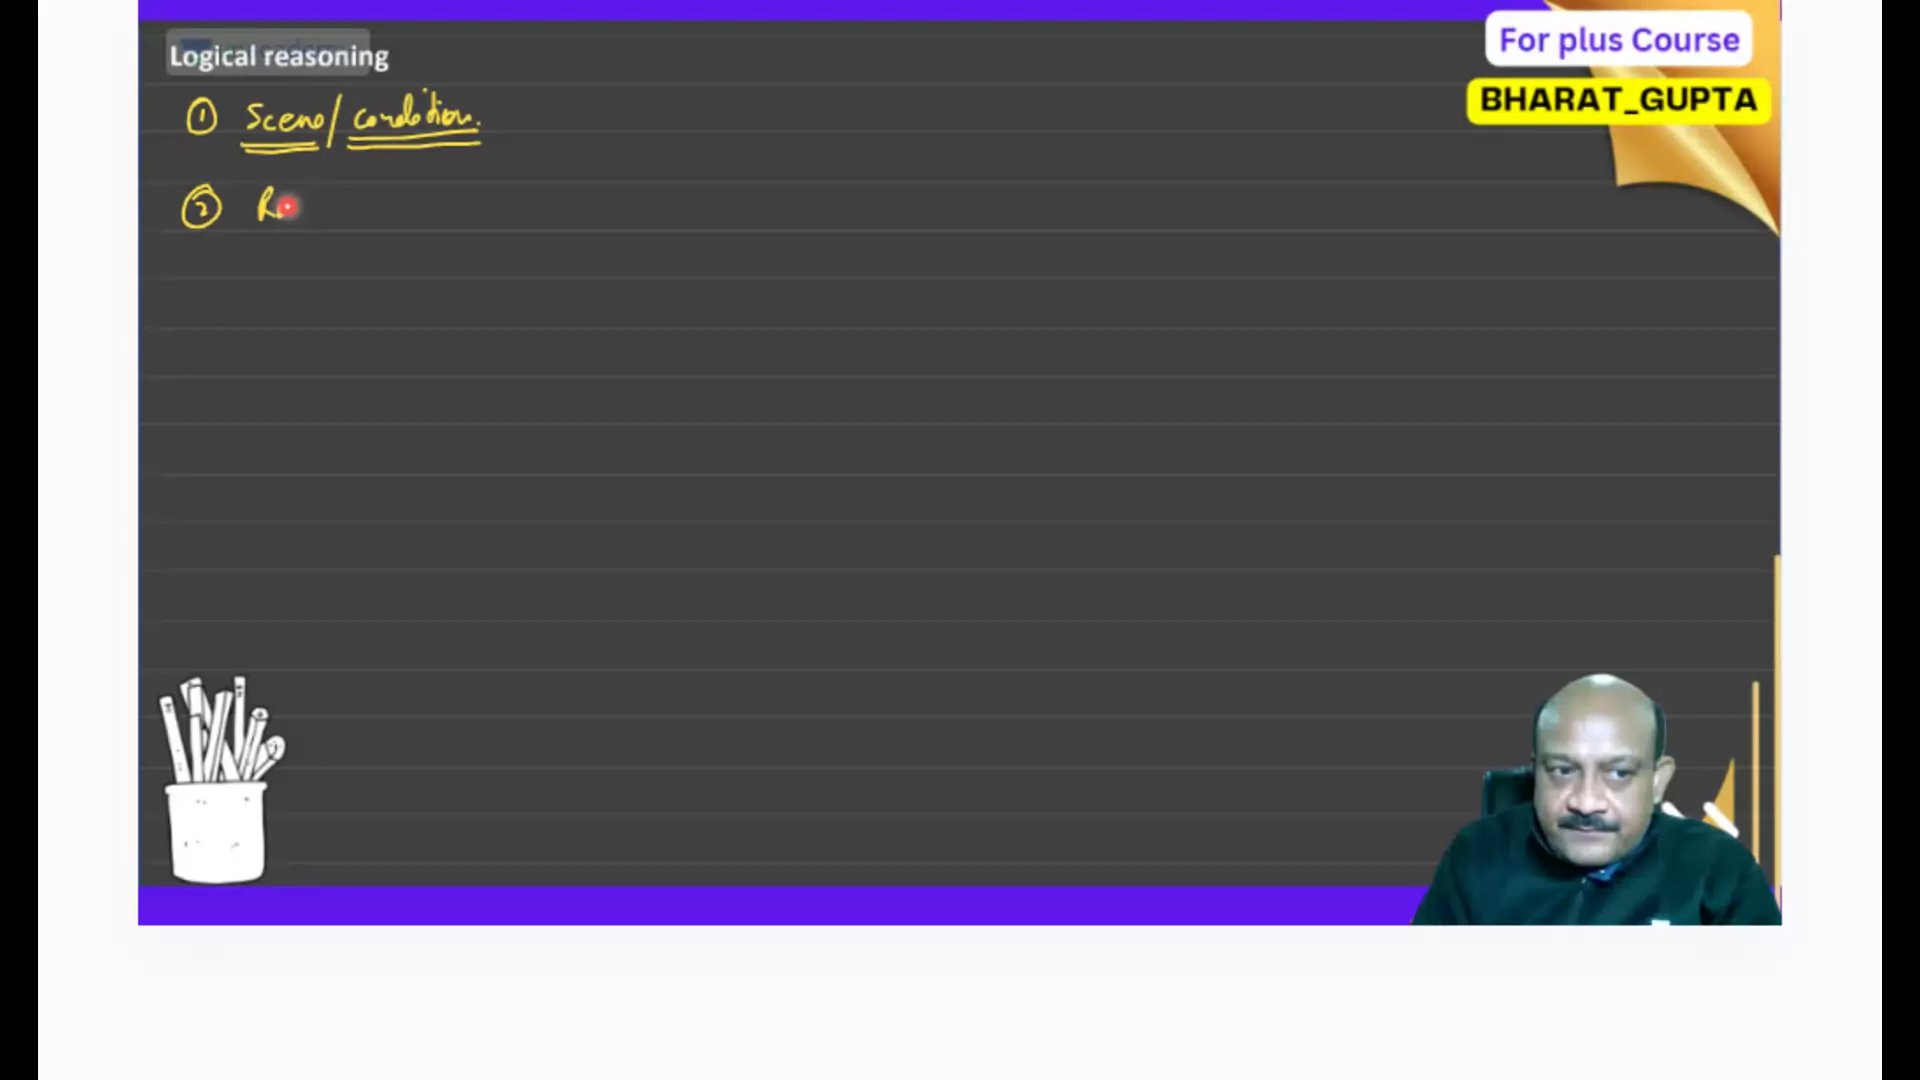 For plus Course
Logical reasoning
BHARAT_GUPTA
① Sceno/condition.
② R